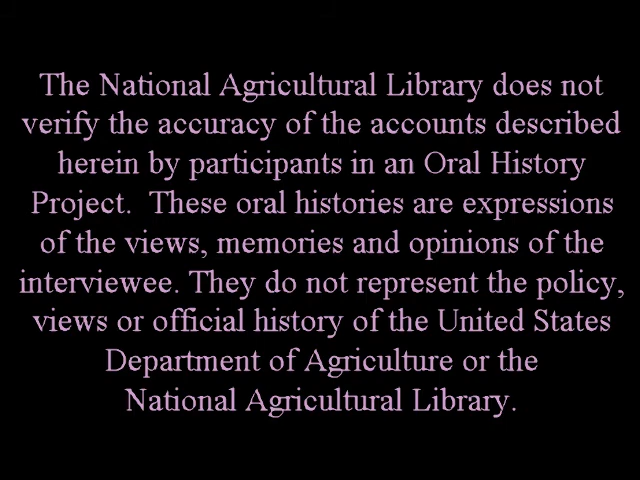 The National Agricultural Library does not
verify the accuracy of the accounts described
herein by participants in an Oral History
Project.  These oral histories are expressions
of the views, memories and opinions of the
interviewee. They do not represent the policy,
views or official history of the United States
Department of Agriculture or the
National Agricultural Library.